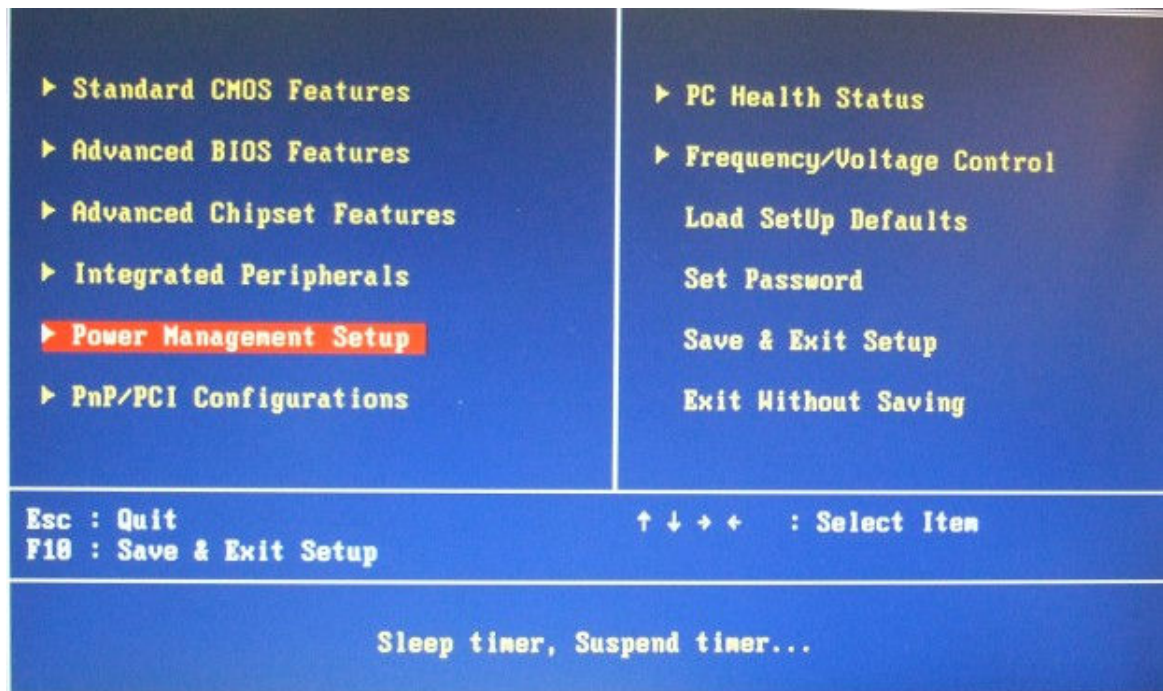 ▶ Standard CMOS Features
▶ Advanced BIOS Features
▶ Advanced Chipset Features
▶ Integrated Peripherals
▶ Power Management Setup
▶ PnP/PCI Configurations
▶ PC Health Status
▶ Frequency/Voltage Control
Load SetUp Defaults
Set Password
Save & Exit Setup
Exit Without Saving
Esc : Quit
F10 : Save & Exit Setup
↑ ↓ → ← : Select Item
Sleep timer, Suspend timer...